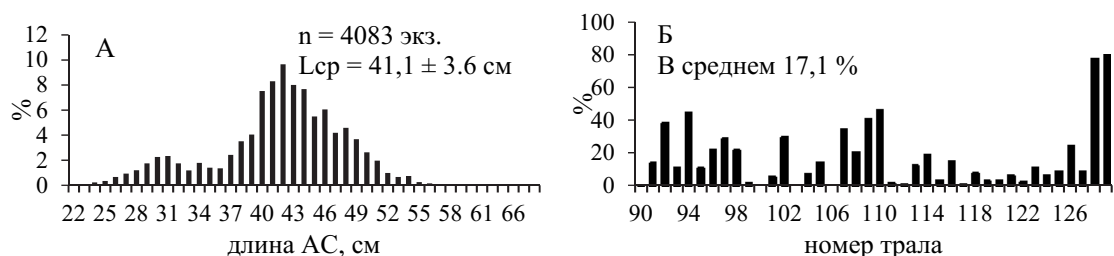 А
n = 4083 экз.
Lср = 41,1 ± 3.6 см
12
10
8
6
4
2
0
%
22 25 28 31 34 37 40 43 46 49 52 55 58 61 66
длина АС, см
Б
В среднем 17,1 %
100
80
60
40
20
0
%
90 94 98 102 106 110 114 118 122 126
номер трала